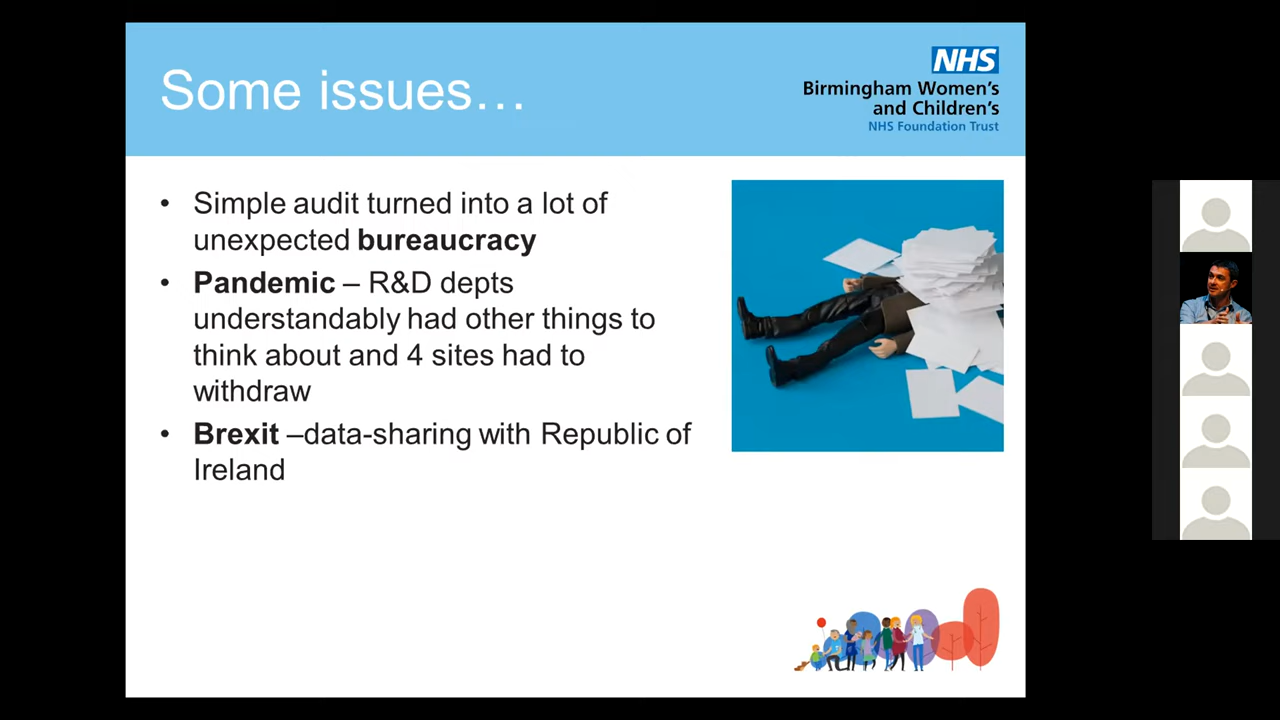 Some issues…
NHS
Birmingham Women's
and Children's
NHS Foundation Trust
• Simple audit turned into a lot of
unexpected bureaucracy
• Pandemic – R&D depts
understandably had other things to
think about and 4 sites had to
withdraw
• Brexit –data-sharing with Republic of
Ireland